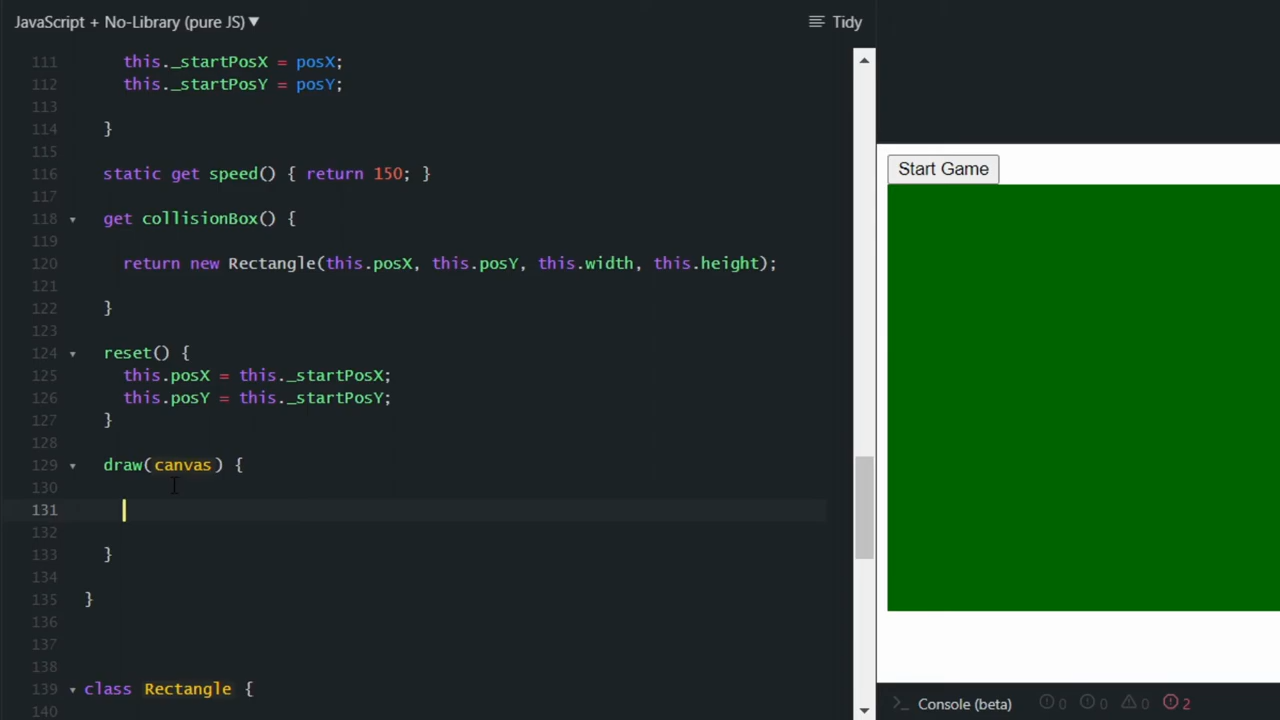 JavaScript + No-Library (pure JS) ▼
Tidy
111 this._startPosX = posX;
112 this._startPosY = posY;
113
114 }
115
116 static get speed() { return 150; }
117
118 get collisionBox() {
119
120 return new Rectangle(this.posX, this.posY, this.width, this.height);
121
122 }
123
124 reset() {
125 this.posX = this._startPosX;
126 this.posY = this._startPosY;
127 }
128
129 draw(canvas) {
130
131
132
133 }
134
135 }
136
137
138
139 class Rectangle {
140
Start Game
>_ Console (beta) 0 0 0 2